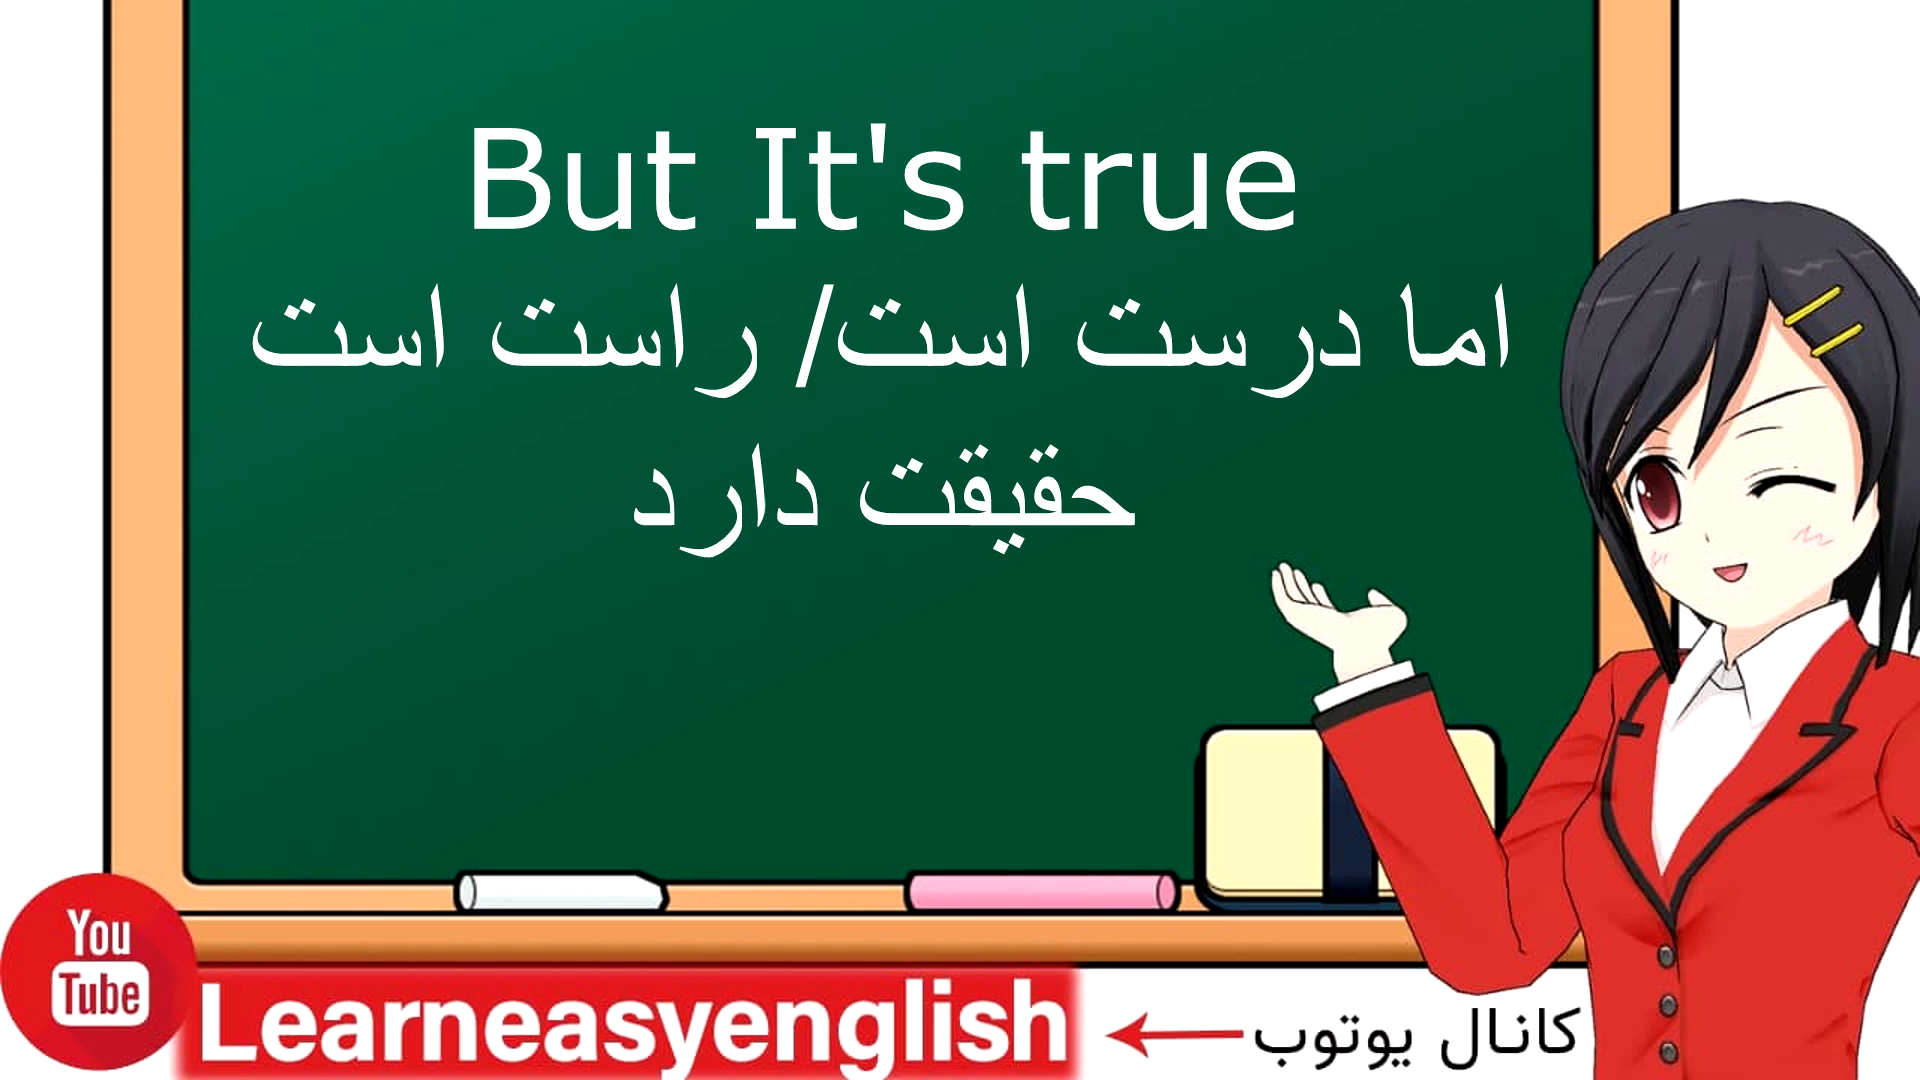 But It's true
اما درست است/ راست است
حقیقت دارد
You
Tube
Learneasyenglish
کانال یوتوب